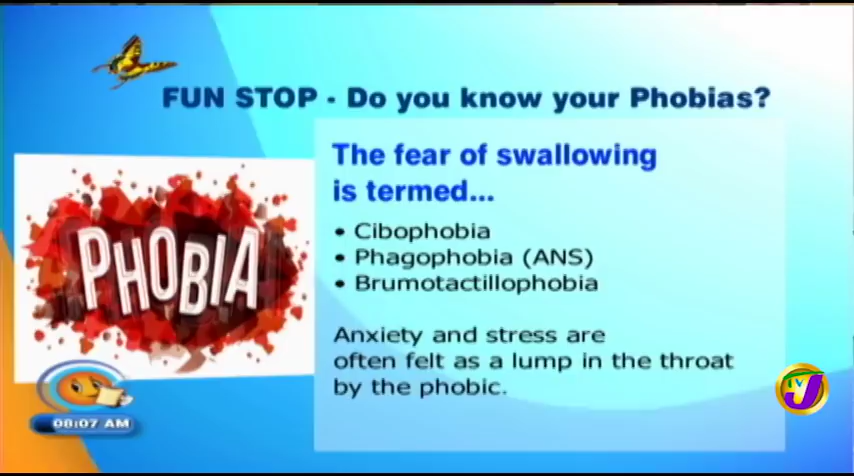 FUN STOP - Do you know your Phobias?
The fear of swallowing
is termed...
• Cibophobia
• Phagophobia (ANS)
• Brumotactillophobia
Anxiety and stress are
often felt as a lump in the throat
by the phobic.
PHOBIA
08:07 AM
TVJ